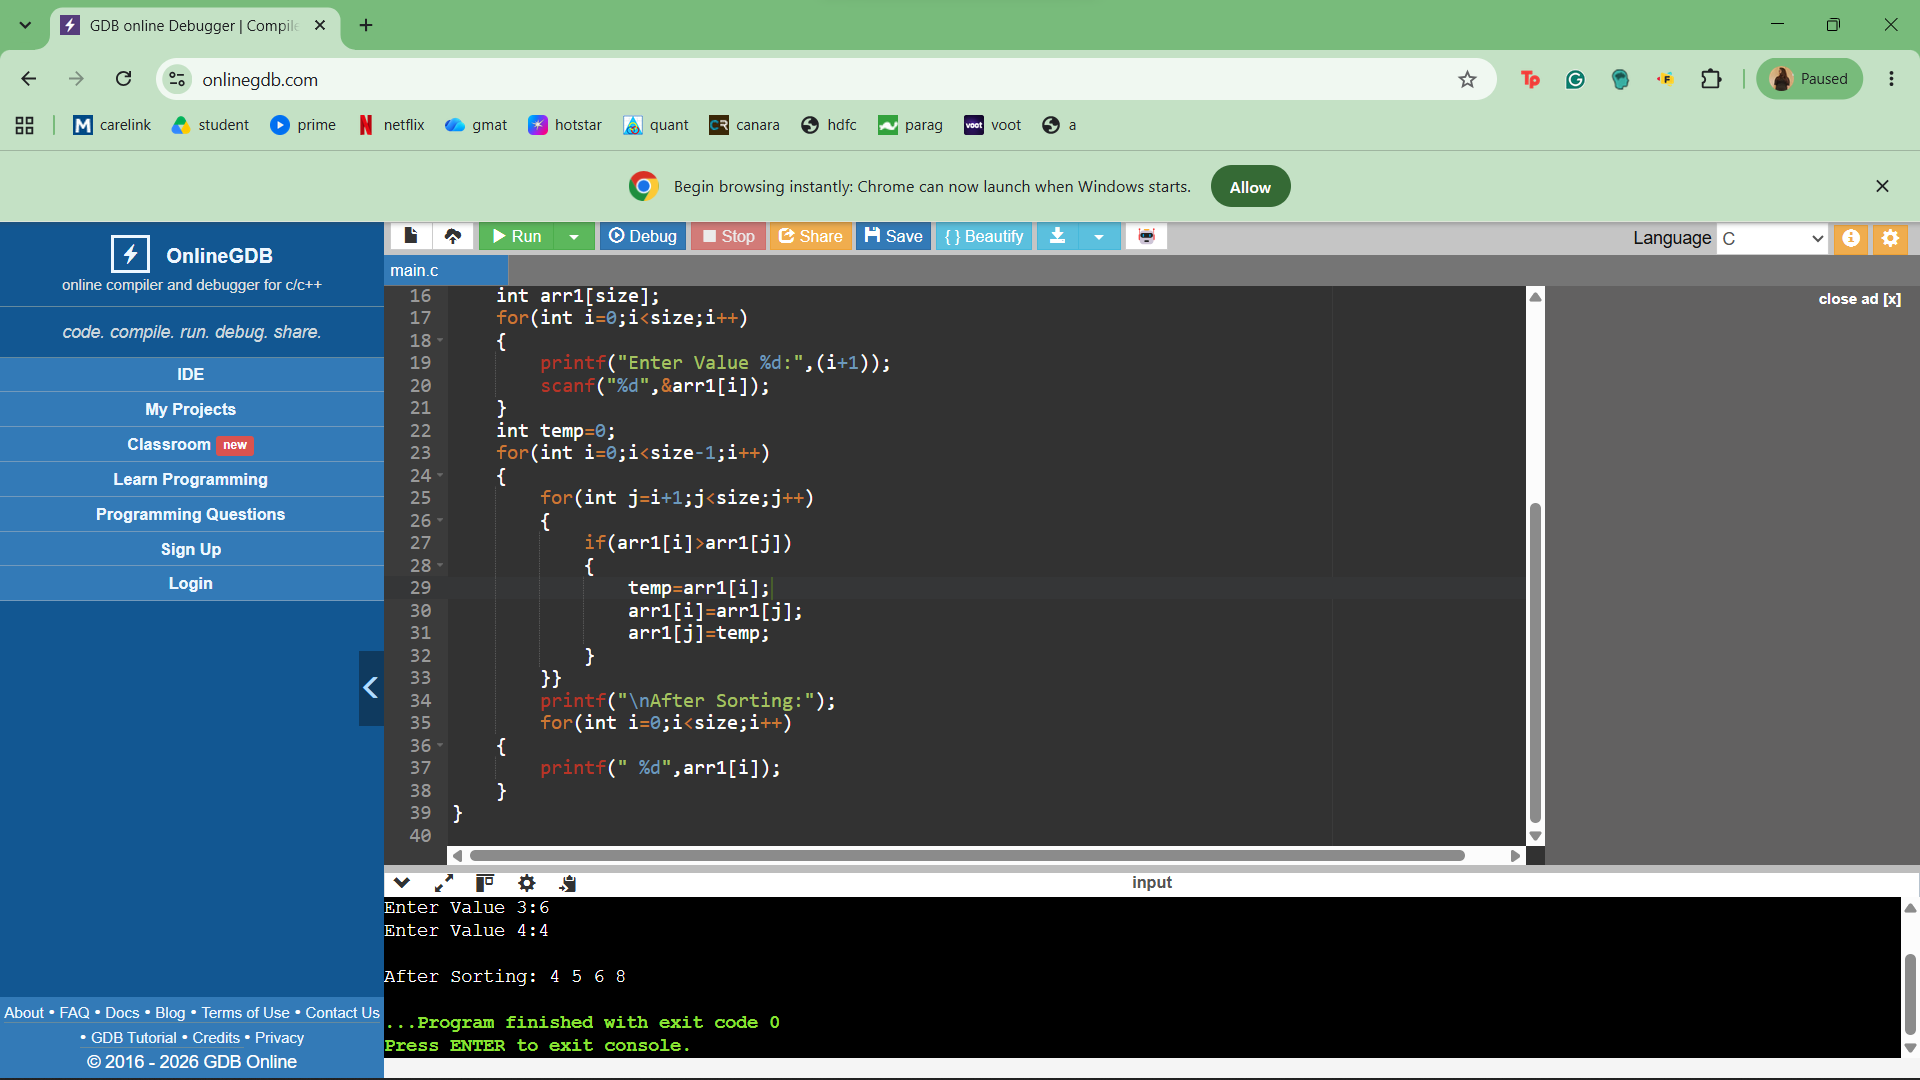 GDB online Debugger | Compile
onlinegdb.com
Paused
carelink student prime netflix gmat hotstar quant canara hdfc parag voot a
Begin browsing instantly: Chrome can now launch when Windows starts. Allow
OnlineGDB
online compiler and debugger for c/c++
code. compile. run. debug. share.
IDE
My Projects
Classroom new
Learn Programming
Programming Questions
Sign Up
Login
About • FAQ • Docs • Blog • Terms of Use • Contact Us
• GDB Tutorial • Credits • Privacy
© 2016 - 2026 GDB Online
Run Debug Stop Share Save { } Beautify Language C
main.c
close ad [x]
16 int arr1[size];
17 for(int i=0;i<size;i++)
18 {
19 printf("Enter Value %d:",(i+1));
20 scanf("%d",&arr1[i]);
21 }
22 int temp=0;
23 for(int i=0;i<size-1;i++)
24 {
25 for(int j=i+1;j<size;j++)
26 {
27 if(arr1[i]>arr1[j])
28 {
29 temp=arr1[i];
30 arr1[i]=arr1[j];
31 arr1[j]=temp;
32 }
33 }}
34 printf("\nAfter Sorting:");
35 for(int i=0;i<size;i++)
36 {
37 printf(" %d",arr1[i]);
38 }
39 }
40
input
Enter Value 3:6
Enter Value 4:4
After Sorting: 4 5 6 8
...Program finished with exit code 0
Press ENTER to exit console.